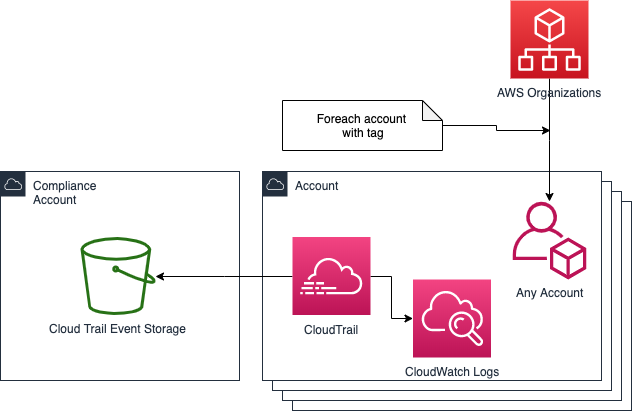 AWS Organizations
Foreach account
with tag
Compliance
Account
Account
Any Account
Cloud Trail Event Storage
CloudTrail
CloudWatch Logs